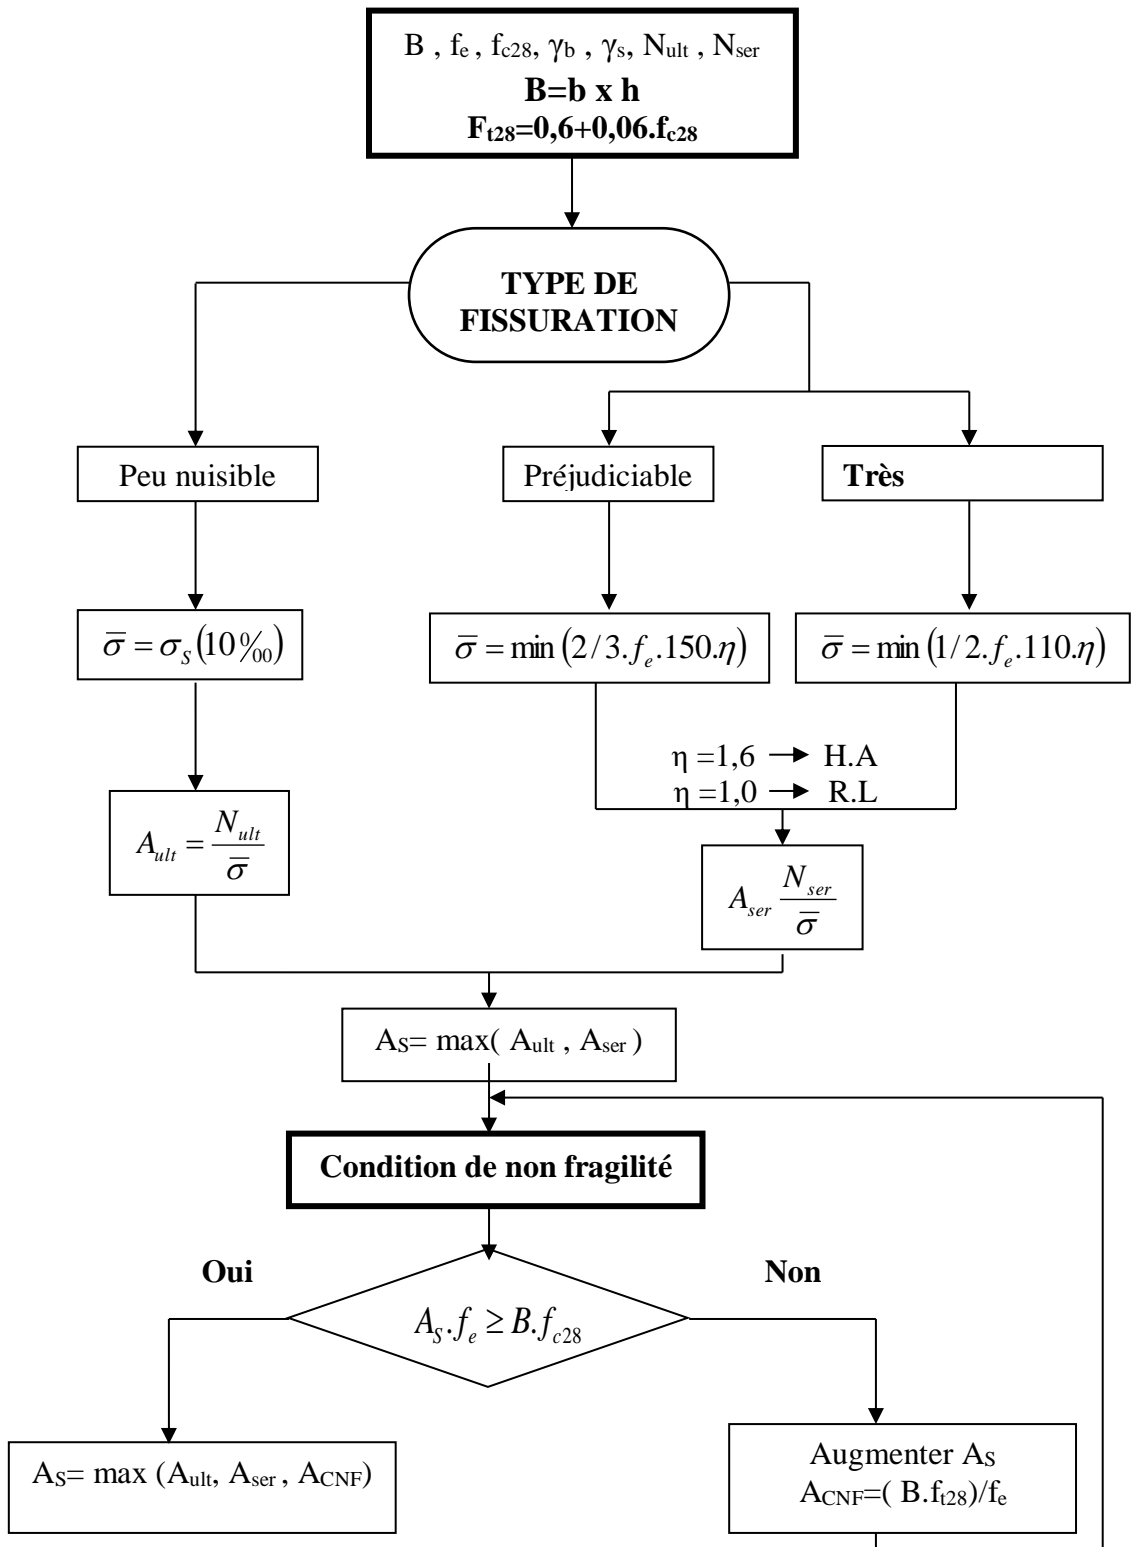 B , fe , fc28, γb , γs, Nult , Nser
B=b x h
Ft28=0,6+0,06.fc28
TYPE DE
FISSURATION
Peu nuisible
Préjudiciable
Très
σ̅ = σS(10‰)
σ̅ = min (2/3.fe.150.η)
σ̅ = min (1/2.fe.110.η)
η =1,6 → H.A
η =1,0 → R.L
Ault = Nult / σ̅
Aser Nser / σ̅
AS= max( Ault , Aser )
Condition de non fragilité
Oui
Non
AS.fe ≥ B.fc28
AS= max (Ault, Aser , ACNF)
Augmenter AS
ACNF=( B.ft28)/fe